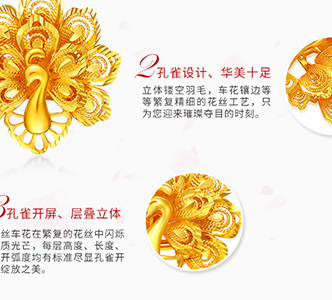 2孔雀设计、华美十足
立体镂空羽毛，车花镶边等
等繁复精细的花丝工艺，只
为您迎来璀璨夺目的时刻。
3孔雀开屏、层叠立体
丝车花在繁复的花丝中闪烁
质光芒，每层高度、长度、
开弧度均有标准尽显孔雀开
绽放之美。